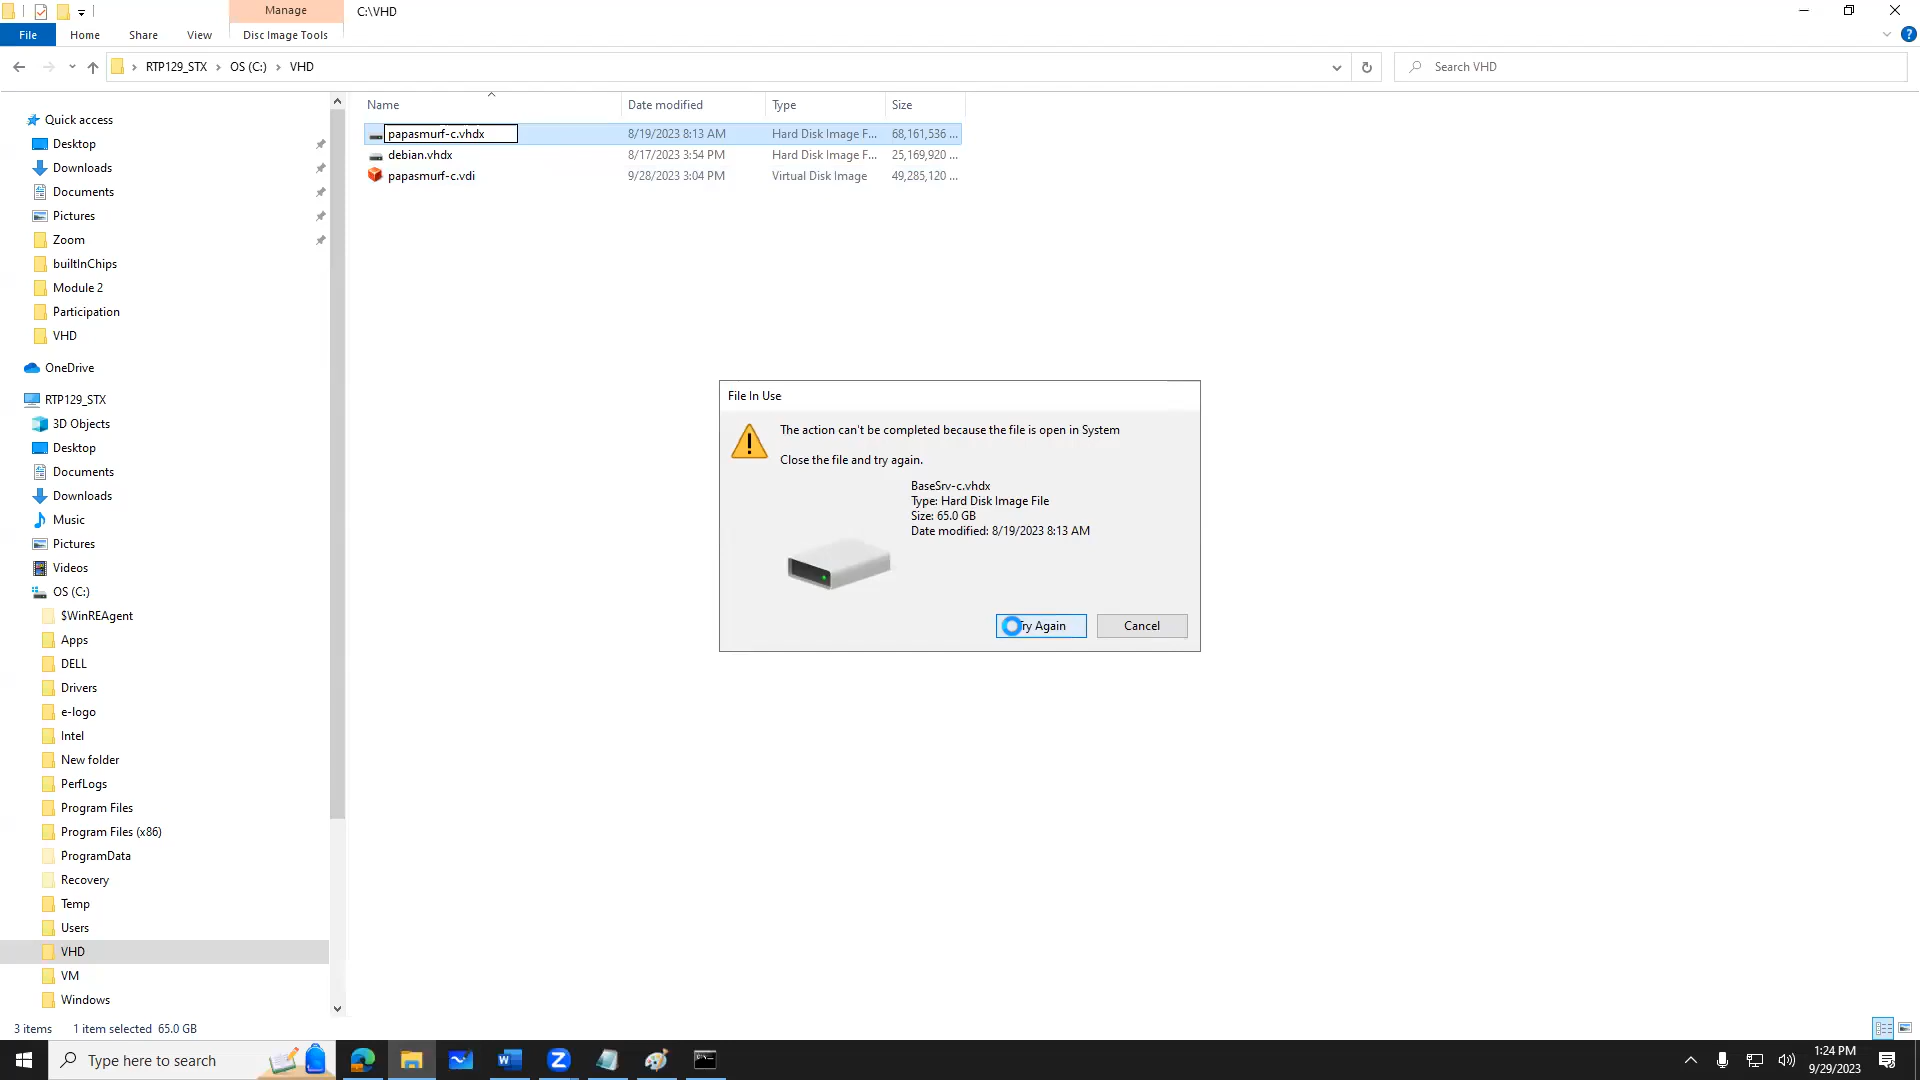 Manage
C:\VHD
File
Home
Share
View
Disc Image Tools
RTP129_STX
OS (C:)
VHD
Search VHD
Name
Date modified
Type
Size
papasmurf-c.vhdx
8/19/2023 8:13 AM
Hard Disk Image F...
68,161,536 ...
debian.vhdx
8/17/2023 3:54 PM
Hard Disk Image F...
25,169,920 ...
papasmurf-c.vdi
9/28/2023 3:04 PM
Virtual Disk Image
49,285,120 ...
Quick access
Desktop
Downloads
Documents
Pictures
Zoom
builtInChips
Module 2
Participation
VHD
OneDrive
RTP129_STX
3D Objects
Desktop
Documents
Downloads
Music
Pictures
Videos
OS (C:)
$WinREAgent
Apps
DELL
Drivers
e-logo
Intel
New folder
PerfLogs
Program Files
Program Files (x86)
ProgramData
Recovery
Temp
Users
VHD
VM
Windows
File In Use
The action can't be completed because the file is open in System
Close the file and try again.
BaseSrv-c.vhdx
Type: Hard Disk Image File
Size: 65.0 GB
Date modified: 8/19/2023 8:13 AM
Try Again
Cancel
3 items
1 item selected 65.0 GB
Type here to search
1:24 PM
9/29/2023